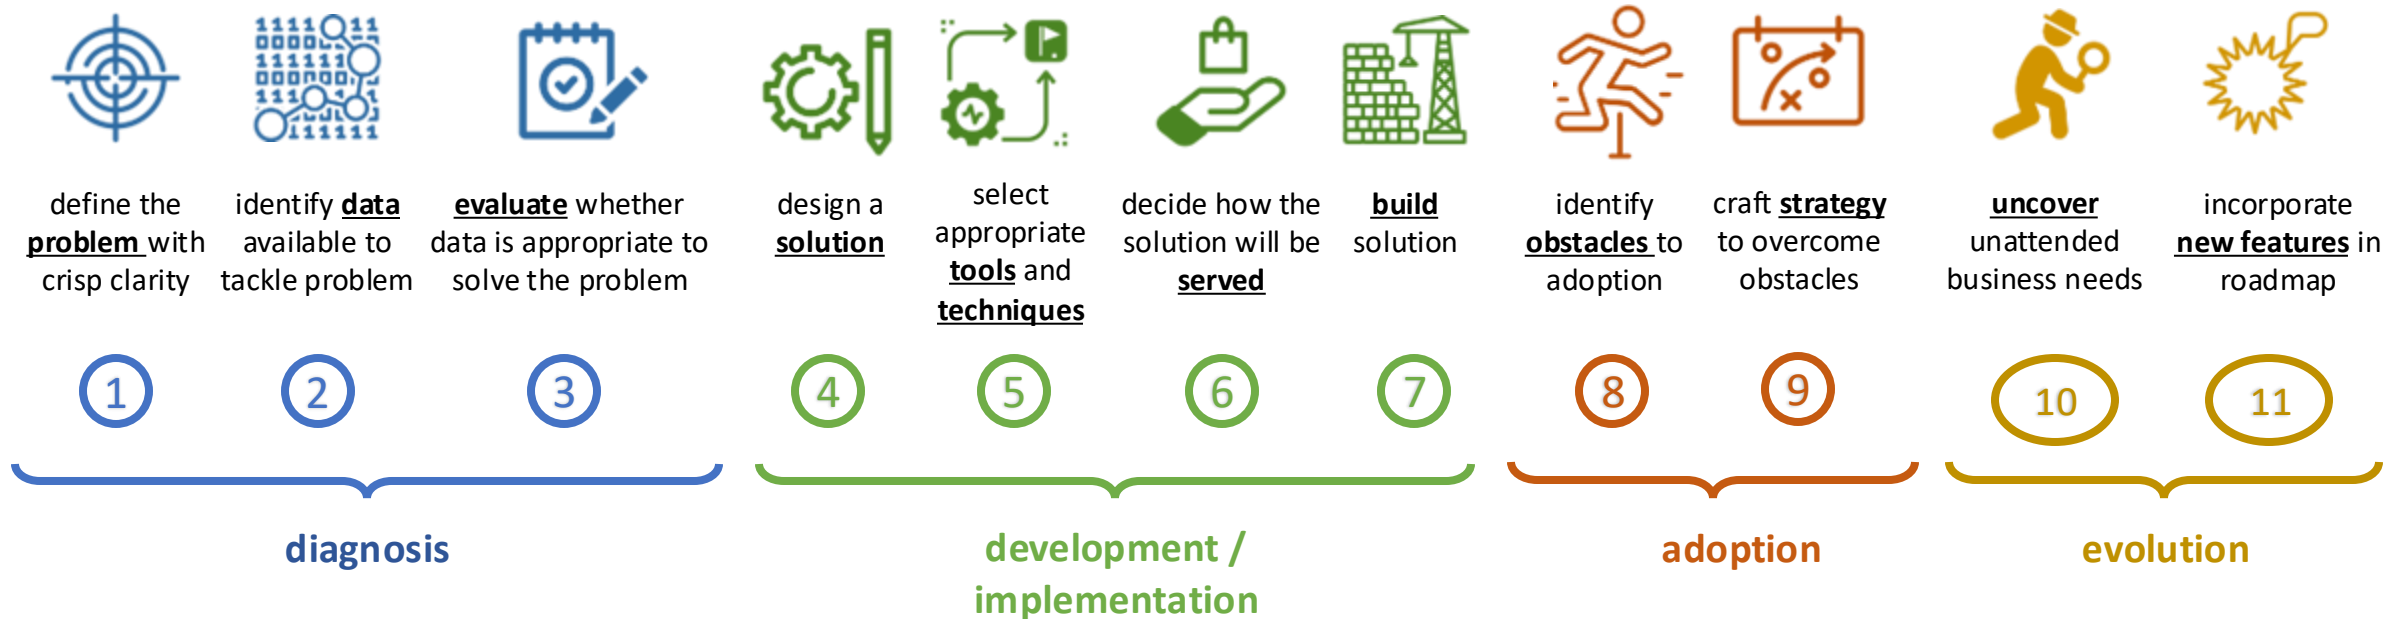 define the
problem with
crisp clarity
identify data
available to
tackle problem
evaluate whether
data is appropriate to
solve the problem
design a
solution
select
appropriate
tools and
techniques
decide how the
solution will be
served
build
solution
identify
obstacles to
adoption
craft strategy
to overcome
obstacles
uncover
unattended
business needs
incorporate
new features in
roadmap
1
2
3
4
5
6
7
8
9
10
11
diagnosis
development /
implementation
adoption
evolution